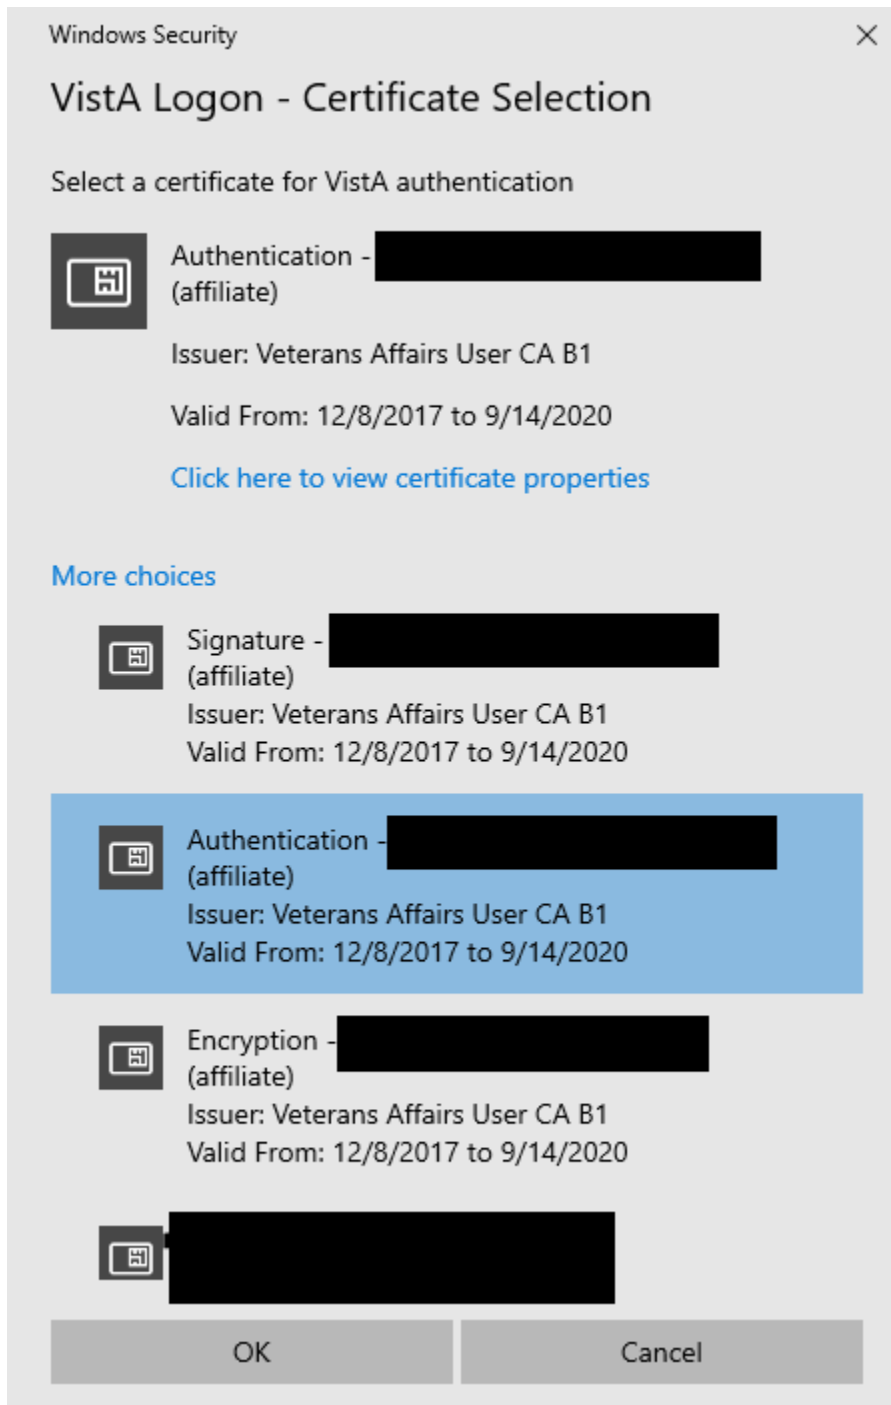 Windows Security
VistA Logon - Certificate Selection
Select a certificate for VistA authentication
Authentication -
(affiliate)
Issuer: Veterans Affairs User CA B1
Valid From: 12/8/2017 to 9/14/2020
Click here to view certificate properties
More choices
Signature -
(affiliate)
Issuer: Veterans Affairs User CA B1
Valid From: 12/8/2017 to 9/14/2020
Authentication -
(affiliate)
Issuer: Veterans Affairs User CA B1
Valid From: 12/8/2017 to 9/14/2020
Encryption -
(affiliate)
Issuer: Veterans Affairs User CA B1
Valid From: 12/8/2017 to 9/14/2020
OK
Cancel